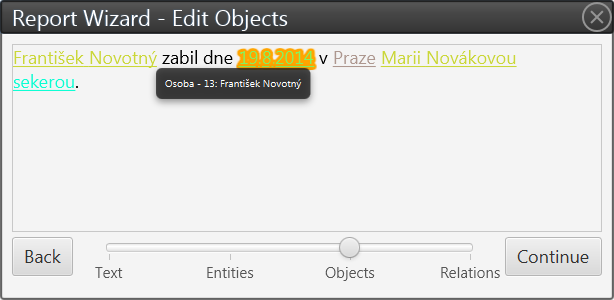 Report Wizard - Edit Objects
František Novotný zabil dne 19.8.2014 v Praze Marii Novákovou
sekerou.
Osoba - 13: František Novotný
Back
Text
Entities
Objects
Relations
Continue